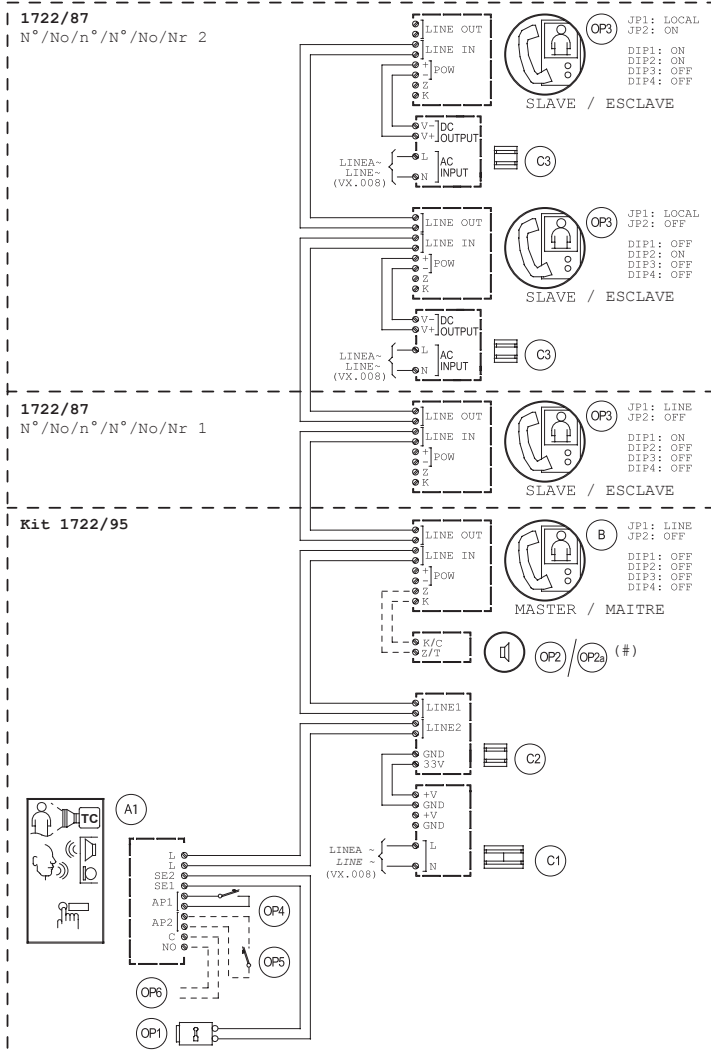 1722/87
N°/No/n°/N°/No/Nr 2
LINE OUT
LINE IN
+
-
POW
Z
K
OP3
JP1: LOCAL
JP2: ON
DIP1: ON
DIP2: ON
DIP3: OFF
DIP4: OFF
SLAVE / ESCLAVE
V-
V+
DC
OUTPUT
L
N
AC
INPUT
LINEA~
LINE~
(VX.008)
C3
LINE OUT
LINE IN
+
-
POW
Z
K
OP3
JP1: LOCAL
JP2: OFF
DIP1: OFF
DIP2: ON
DIP3: OFF
DIP4: OFF
SLAVE / ESCLAVE
V-
V+
DC
OUTPUT
L
N
AC
INPUT
LINEA~
LINE~
(VX.008)
C3
1722/87
N°/No/n°/N°/No/Nr 1
LINE OUT
LINE IN
+
-
POW
Z
K
OP3
JP1: LINE
JP2: OFF
DIP1: ON
DIP2: OFF
DIP3: OFF
DIP4: OFF
SLAVE / ESCLAVE
Kit 1722/95
LINE OUT
LINE IN
+
-
POW
Z
K
B
JP1: LINE
JP2: OFF
DIP1: OFF
DIP2: OFF
DIP3: OFF
DIP4: OFF
MASTER / MAITRE
K/C
Z/T
OP2/OP2a (#)
LINE1
LINE2
GND
33V
C2
+V
GND
+V
GND
L
N
LINEA ~
LINE ~
(VX.008)
C1
TC
A1
L
L
SE2
SE1
AP1
AP2
C
NO
OP4
OP5
OP6
OP1